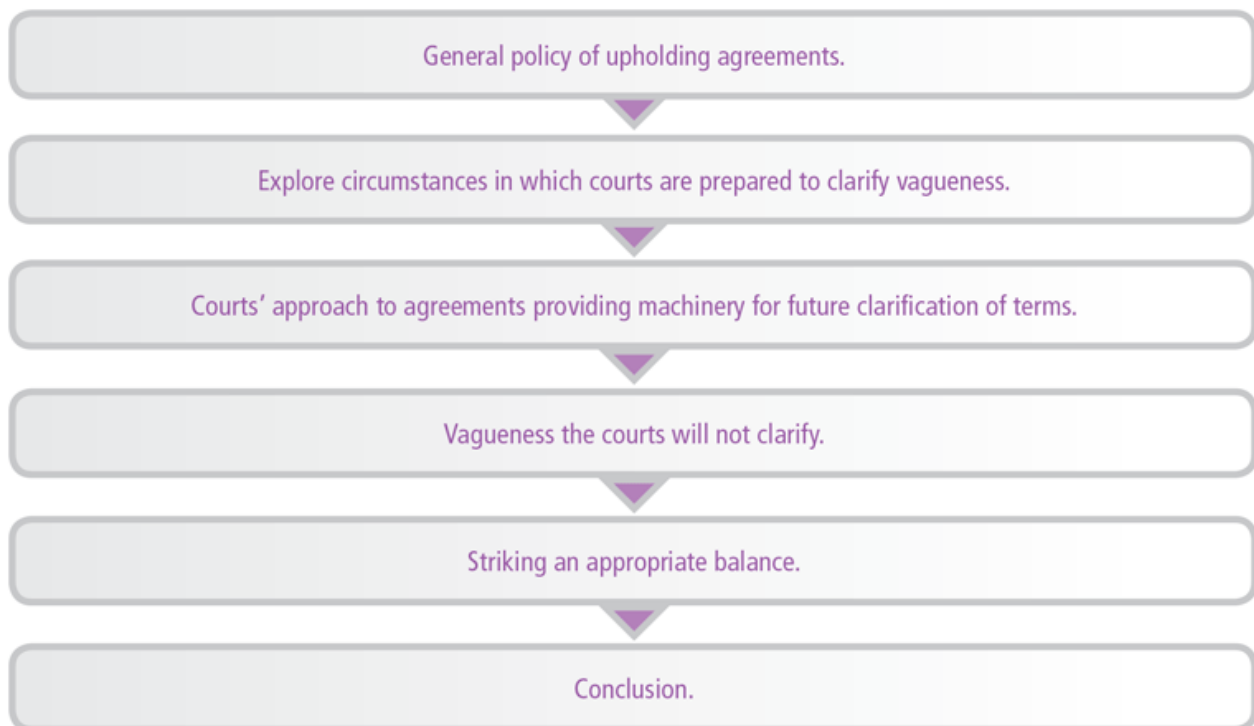 General policy of upholding agreements.
Explore circumstances in which courts are prepared to clarify vagueness.
Courts’ approach to agreements providing machinery for future clarification of terms.
Vagueness the courts will not clarify.
Striking an appropriate balance.
Conclusion.